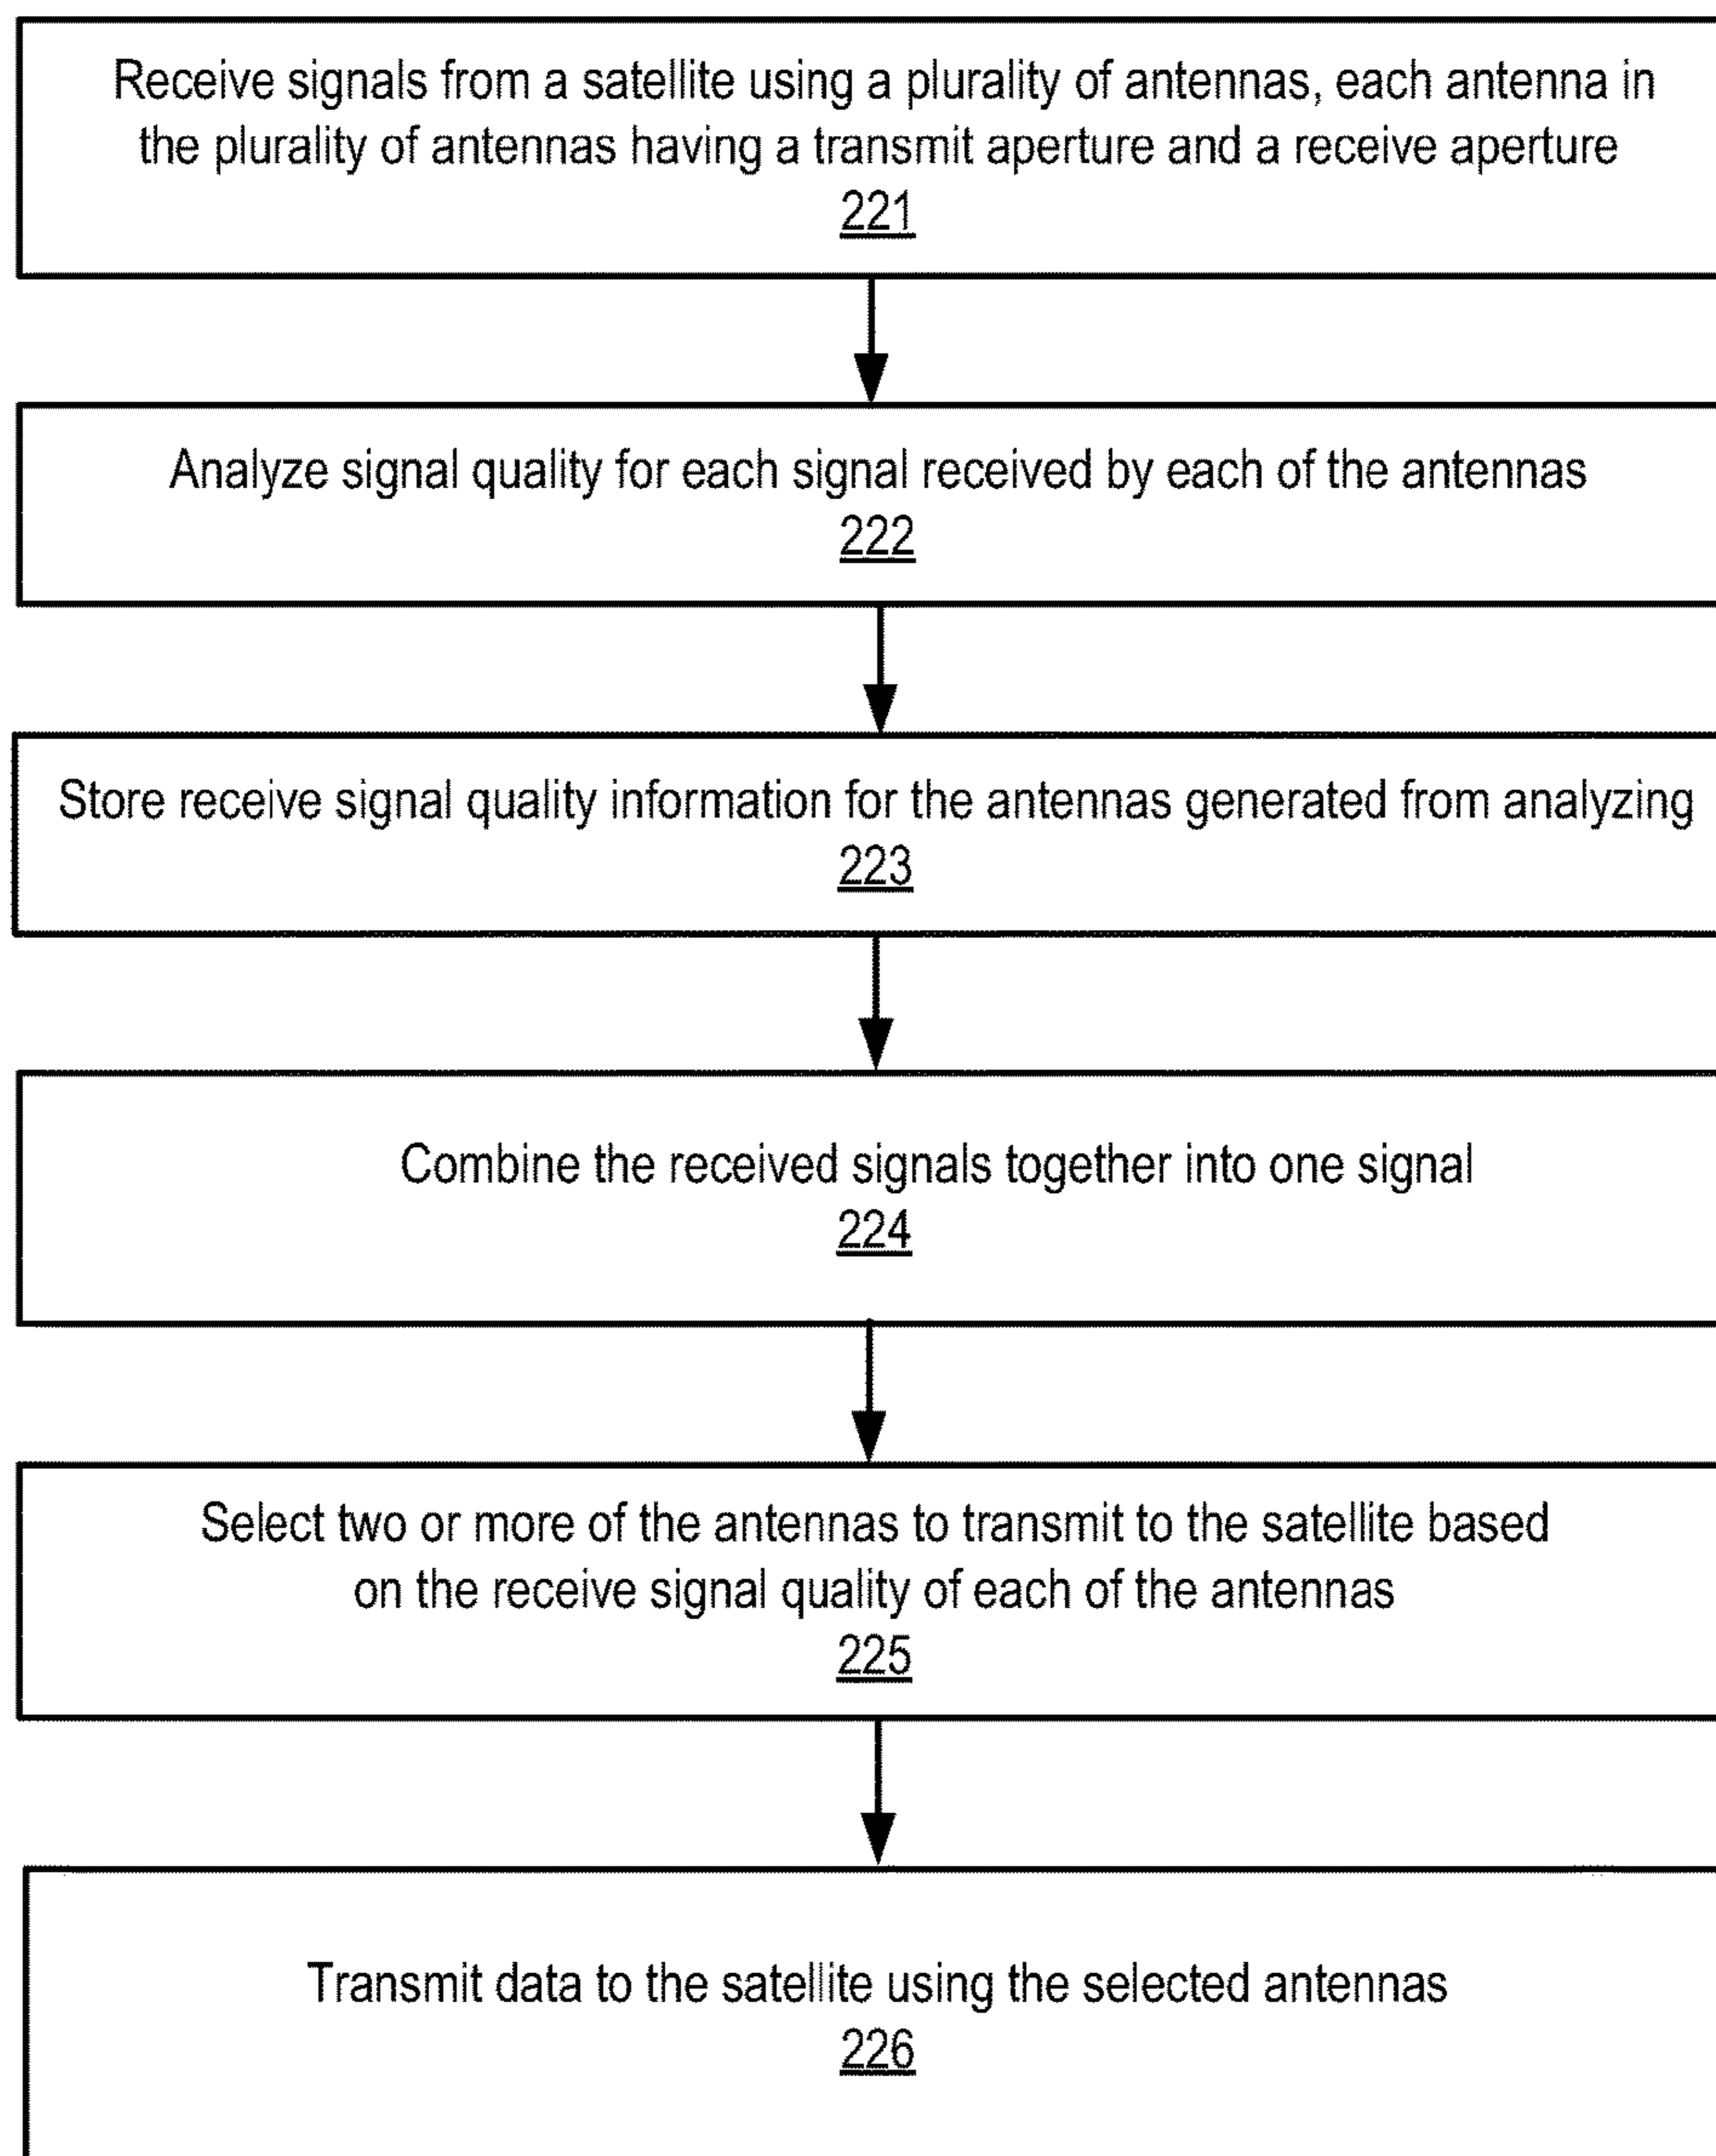 Receive signals from a satellite using a plurality of antennas, each antenna in
the plurality of antennas having a transmit aperture and a receive aperture
221
Analyze signal quality for each signal received by each of the antennas
222
Store receive signal quality information for the antennas generated from analyzing
223
Combine the received signals together into one signal
224
Select two or more of the antennas to transmit to the satellite based
on the receive signal quality of each of the antennas
225
Transmit data to the satellite using the selected antennas
226